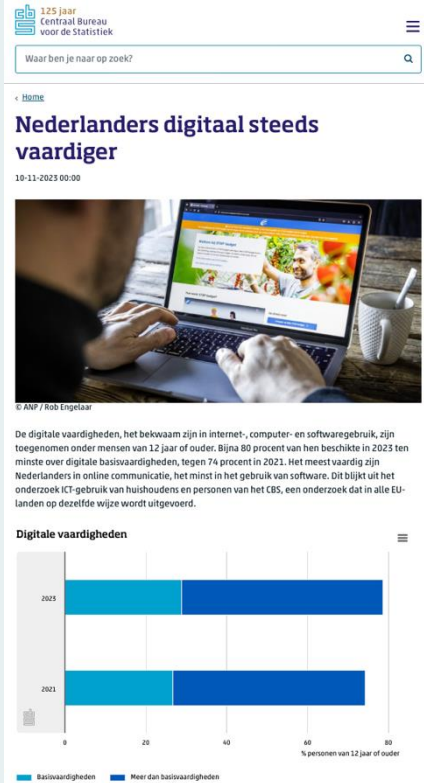 125 jaar
Centraal Bureau
voor de Statistiek
Waar ben je naar op zoek?
‹ Home
Nederlanders digitaal steeds
vaardiger
10-11-2023 00:00
© ANP / Rob Engelaar
De digitale vaardigheden, het bekwaam zijn in internet-, computer- en softwaregebruik, zijn
toegenomen onder mensen van 12 jaar of ouder. Bijna 80 procent van hen beschikte in 2023 ten
minste over digitale basisvaardigheden, tegen 74 procent in 2021. Het meest vaardig zijn
Nederlanders in online communicatie, het minst in het gebruik van software. Dit blijkt uit het
onderzoek ICT-gebruik van huishoudens en personen van het CBS, een onderzoek dat in alle EU-
landen op dezelfde wijze wordt uitgevoerd.
Digitale vaardigheden
2023
2021
0 20 40 60 80
% personen van 12 jaar of ouder
Basisvaardigheden Meer dan basisvaardigheden